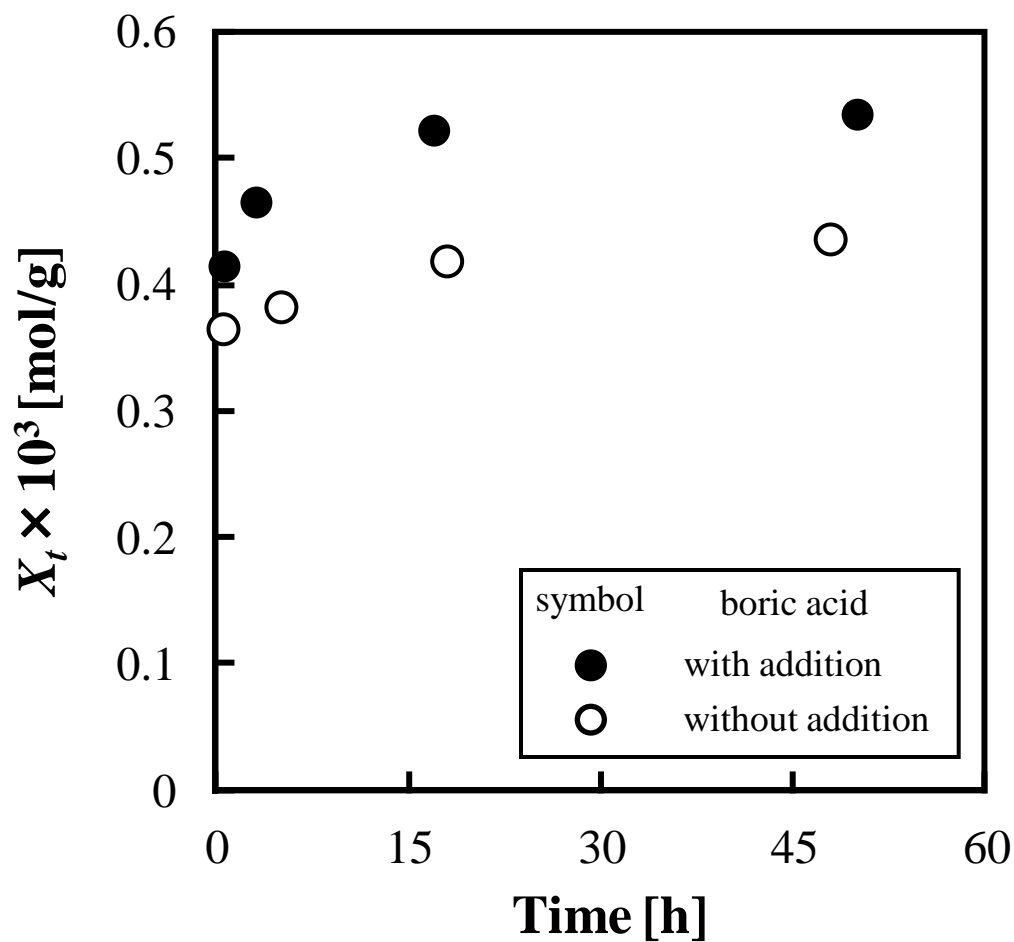 0.6
0.5
0.4
0.3
0.2
0.1
0
X_t × 10³ [mol/g]
symbol boric acid
with addition
without addition
0 15 30 45 60
Time [h]